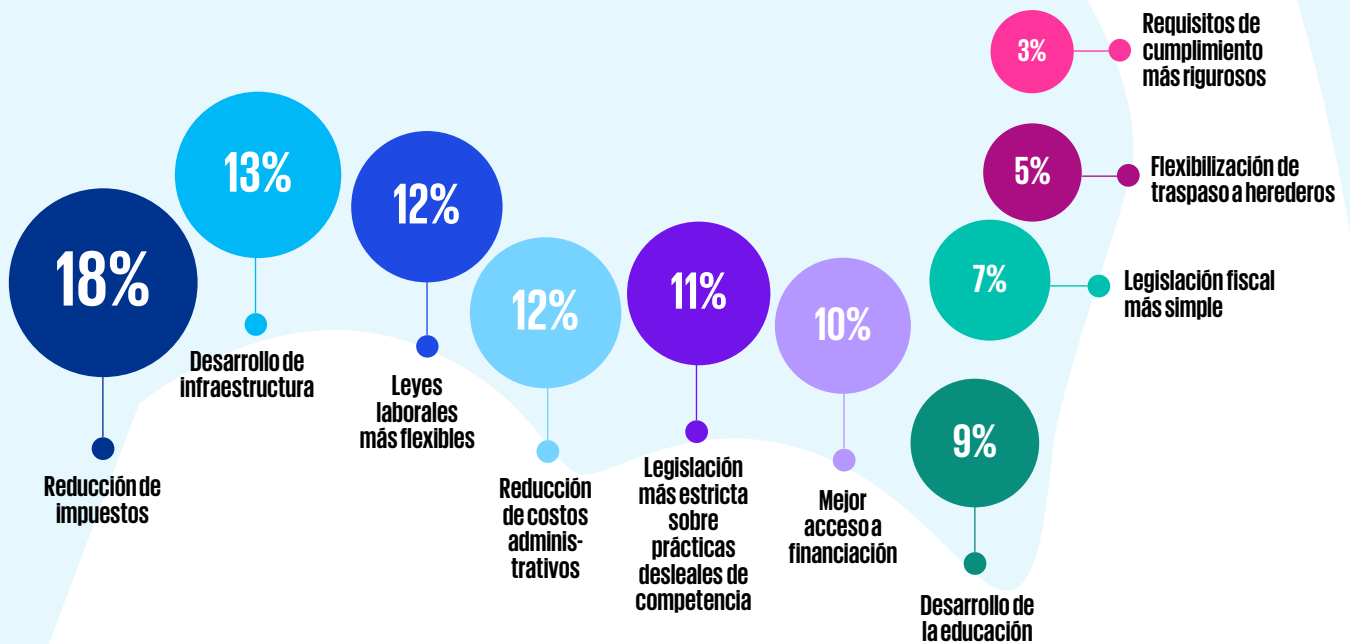 18%
Reducción de
impuestos
13%
Desarrollo de
infraestructura
12%
Leyes
laborales
más flexibles
12%
Reducción
de costos
adminis-
trativos
11%
Legislación
más estricta
sobre
prácticas
desleales de
competencia
10%
Mejor
acceso a
financiación
9%
Desarrollo de
la educación
7%
Legislación fiscal
más simple
5%
Flexibilización de
traspaso a herederos
3%
Requisitos de
cumplimiento
más rigurosos